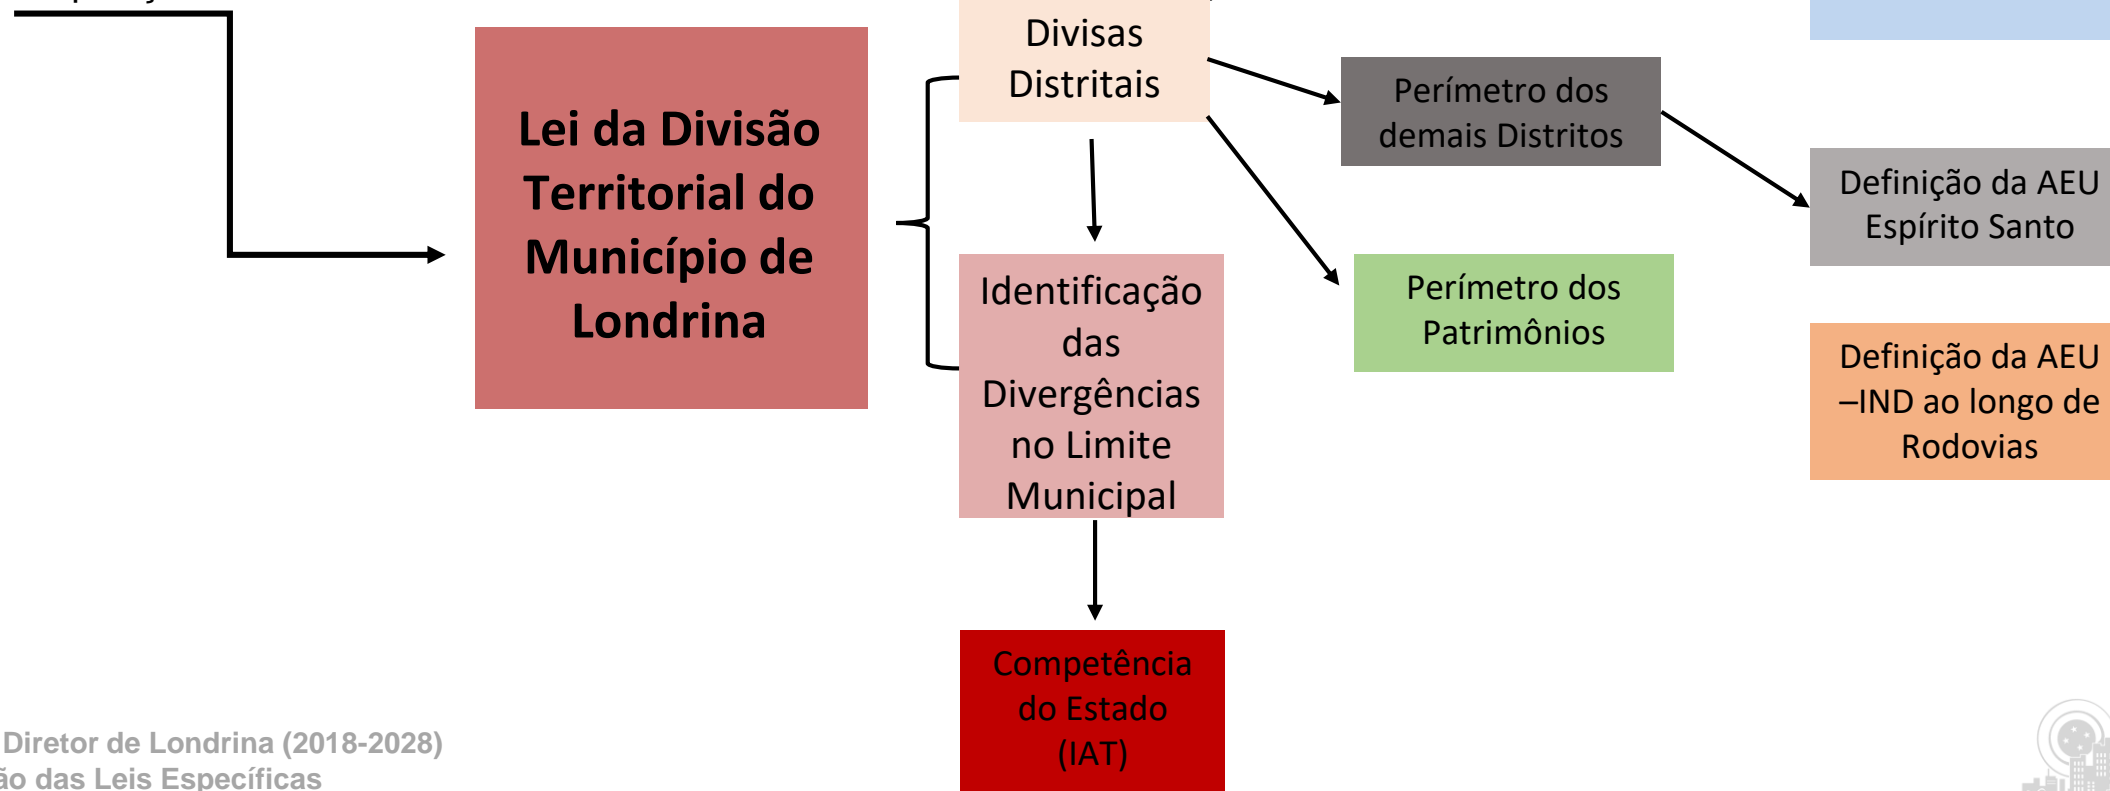 Lei da Divisão
Territorial do
Município de
Londrina
Divisas
Distritais
Identificação
das
Divergências
no Limite
Municipal
Competência
do Estado
(IAT)
Perímetro dos
demais Distritos
Perímetro dos
Patrimônios
Definição da AEU
Espírito Santo
Definição da AEU
–IND ao longo de
Rodovias
Diretor de Londrina (2018-2028)
ão das Leis Específicas